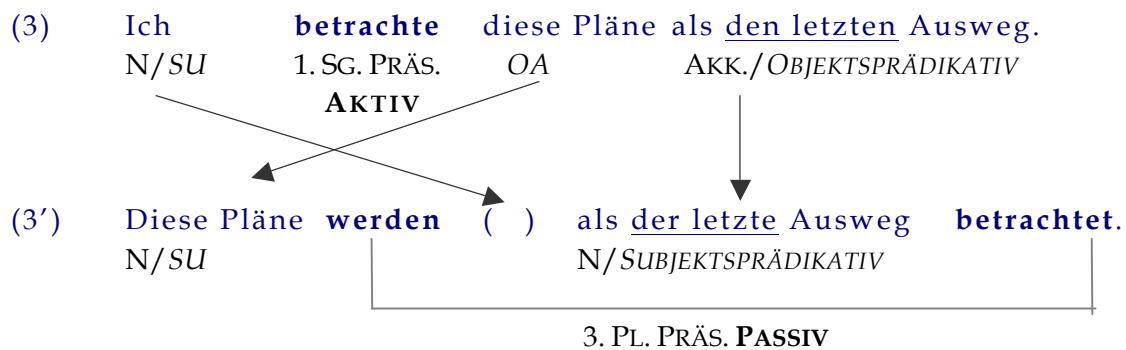 (3) Ich betrachte diese Pläne als den letzten Ausweg.
N/SU 1. SG. PRÄS. OA AKK./OBJEKTSPRÄDIKATIV
AKTIV
(3′) Diese Pläne werden ( ) als der letzte Ausweg betrachtet.
N/SU N/SUBJEKTSPRÄDIKATIV
3. PL. PRÄS. PASSIV